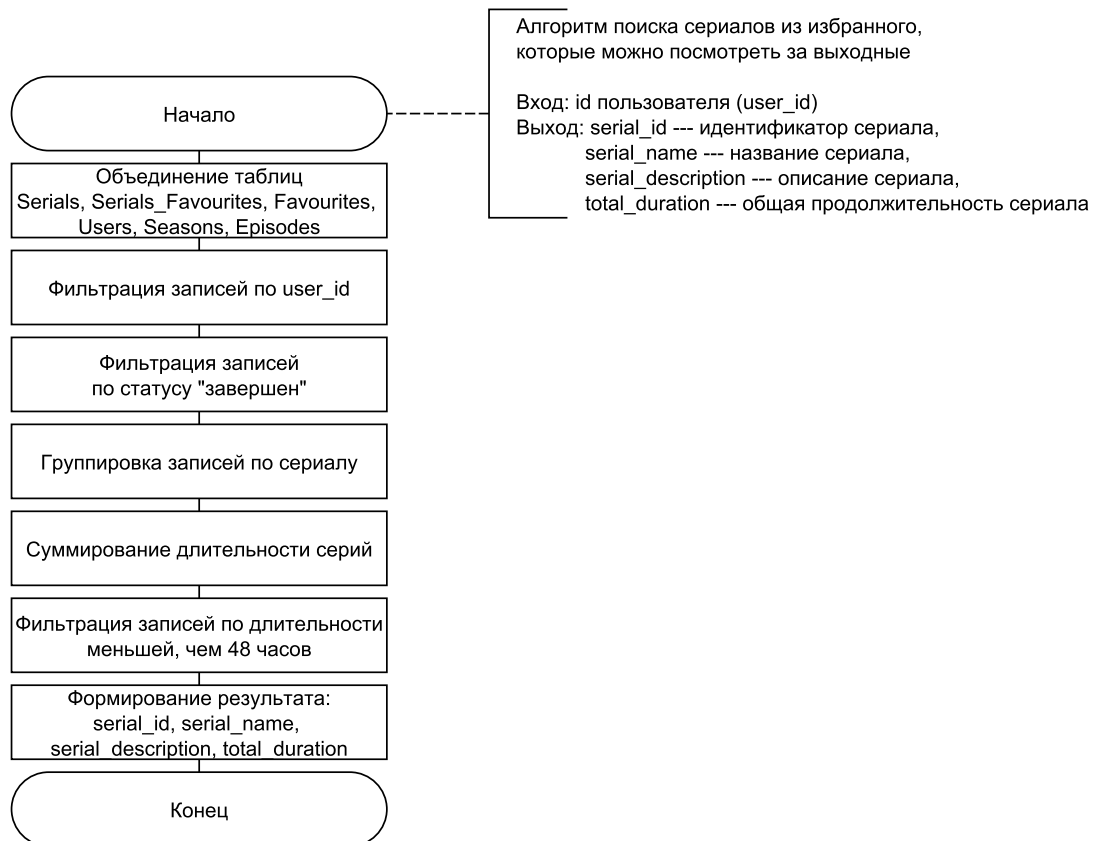 Алгоритм поиска сериалов из избранного,
которые можно посмотреть за выходные
Вход: id пользователя (user_id)
Выход: serial_id --- идентификатор сериала,
serial_name --- название сериала,
serial_description --- описание сериала,
total_duration --- общая продолжительность сериала
Начало
Объединение таблиц
Serials, Serials_Favourites, Favourites,
Users, Seasons, Episodes
Фильтрация записей по user_id
Фильтрация записей
по статусу "завершен"
Группировка записей по сериалу
Суммирование длительности серий
Фильтрация записей по длительности
меньшей, чем 48 часов
Формирование результата:
serial_id, serial_name,
serial_description, total_duration
Конец